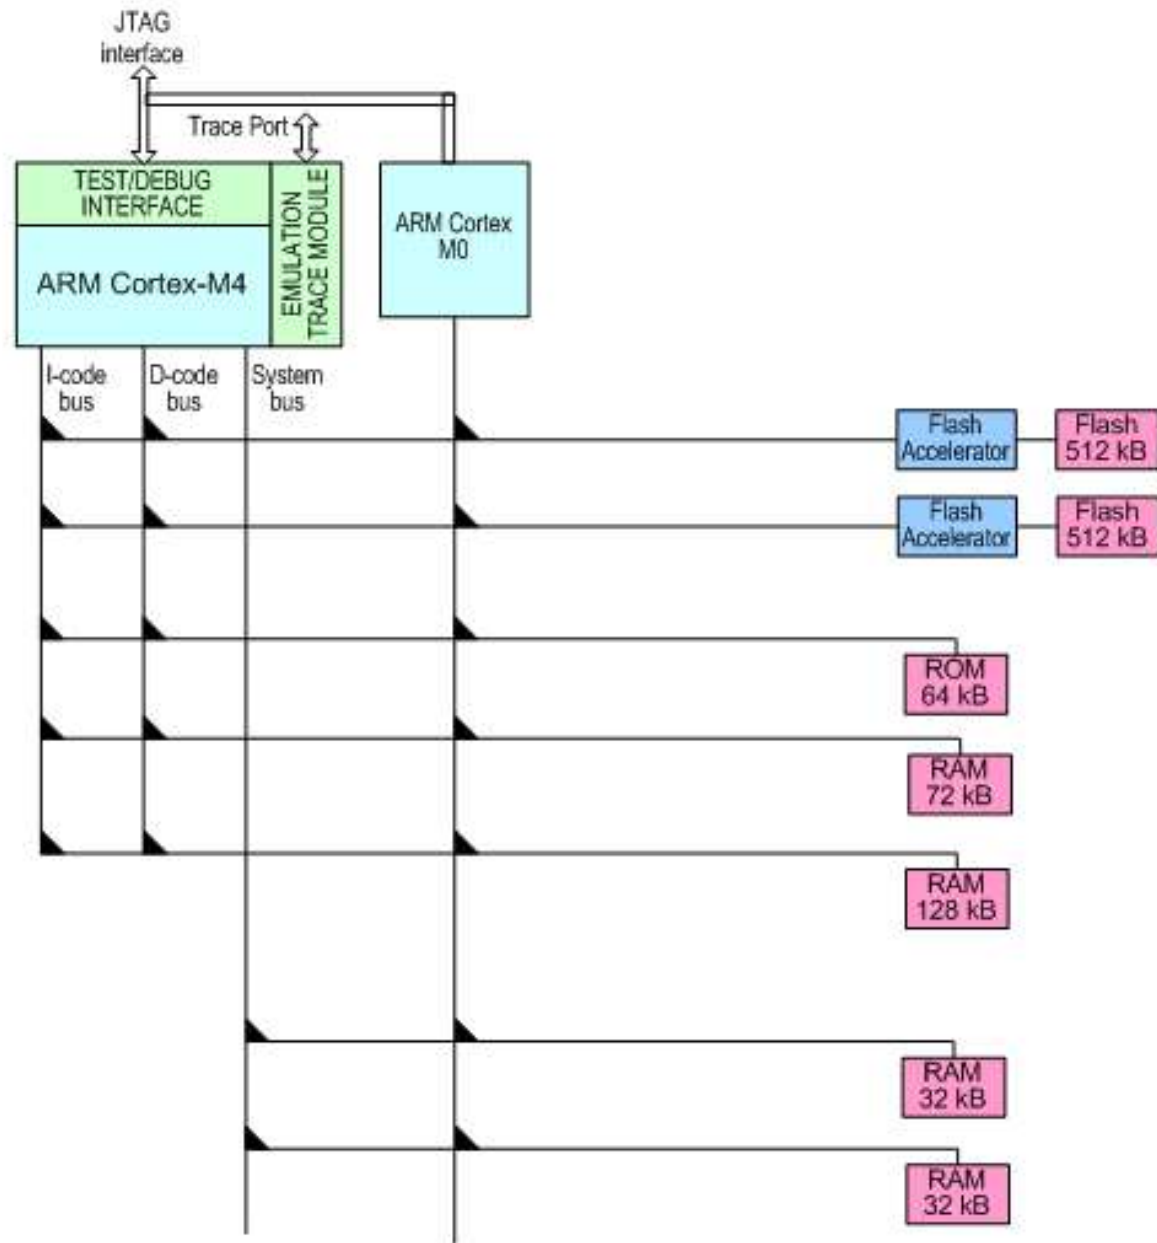 JTAG
interface
Trace Port
TEST/DEBUG
INTERFACE
EMULATION
TRACE MODULE
ARM Cortex
M0
ARM Cortex-M4
I-code
bus
D-code
bus
System
bus
Flash
Accelerator
Flash
512 kB
Flash
Accelerator
Flash
512 kB
ROM
64 kB
RAM
72 kB
RAM
128 kB
RAM
32 kB
RAM
32 kB